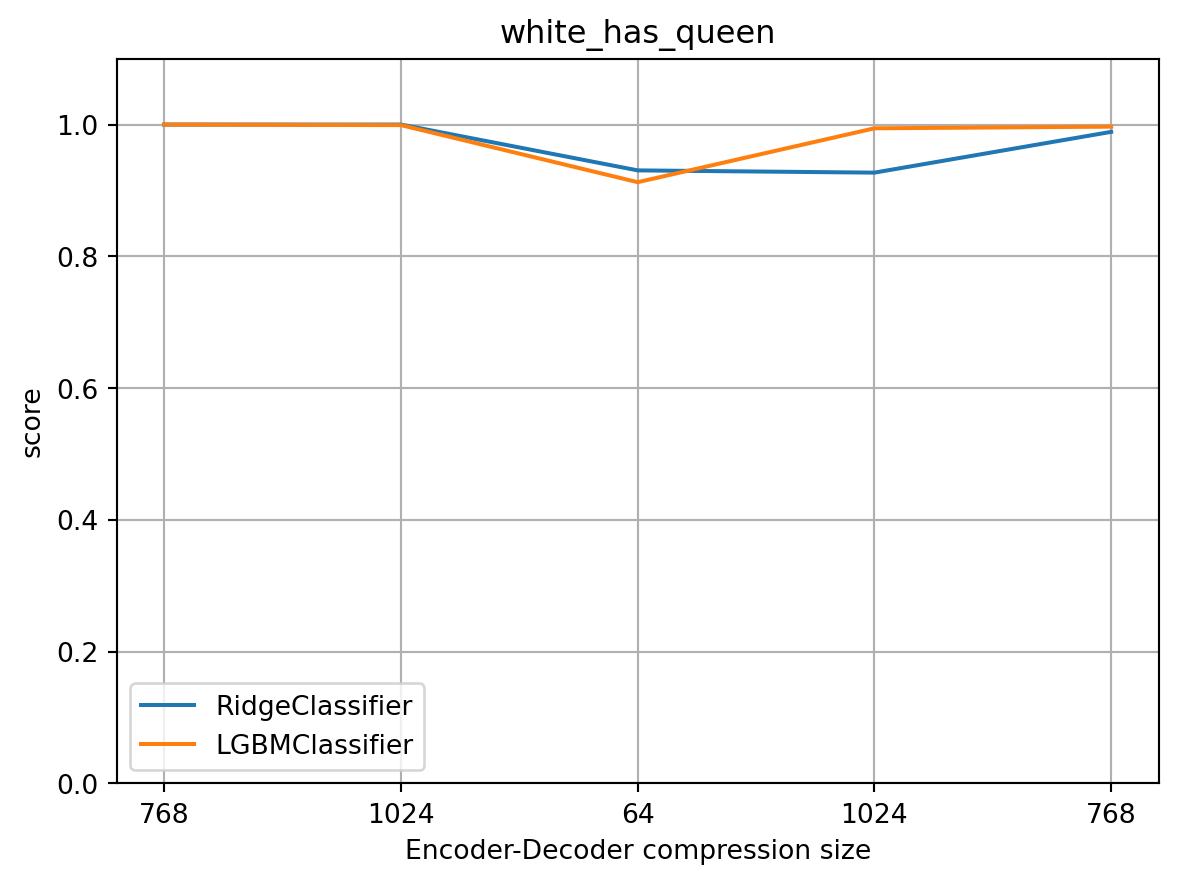 white_has_queen
1.0
0.8
0.6
0.4
0.2
0.0
score
RidgeClassifier
LGBMClassifier
768 1024 64 1024 768
Encoder-Decoder compression size